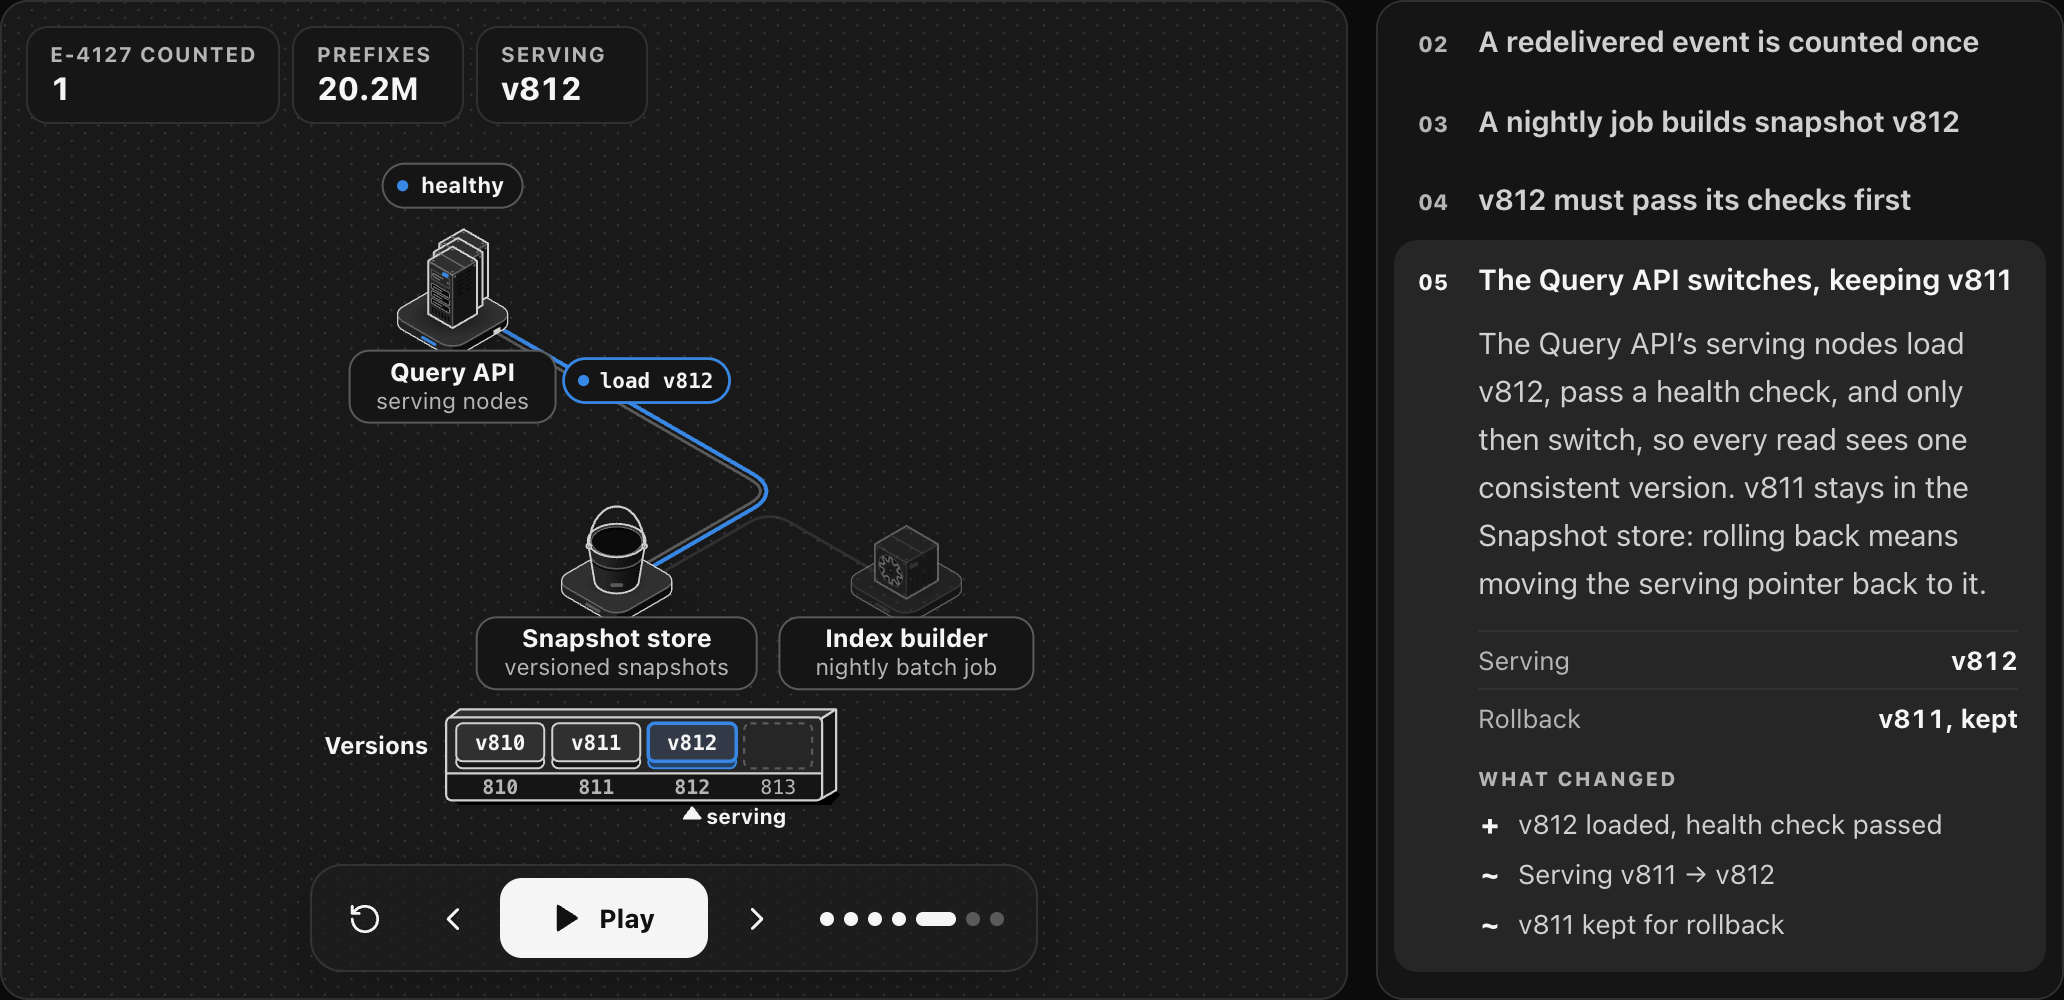 E-4127 COUNTED
1
PREFIXES
20.2M
SERVING
v812
healthy
Query API
serving nodes
load v812
Snapshot store
versioned snapshots
Index builder
nightly batch job
Versions
v810
v811
v812
810
811
812
813
serving
Play
02 A redelivered event is counted once
03 A nightly job builds snapshot v812
04 v812 must pass its checks first
05 The Query API switches, keeping v811
The Query API’s serving nodes load
v812, pass a health check, and only
then switch, so every read sees one
consistent version. v811 stays in the
Snapshot store: rolling back means
moving the serving pointer back to it.
Serving v812
Rollback v811, kept
WHAT CHANGED
+ v812 loaded, health check passed
~ Serving v811 → v812
~ v811 kept for rollback